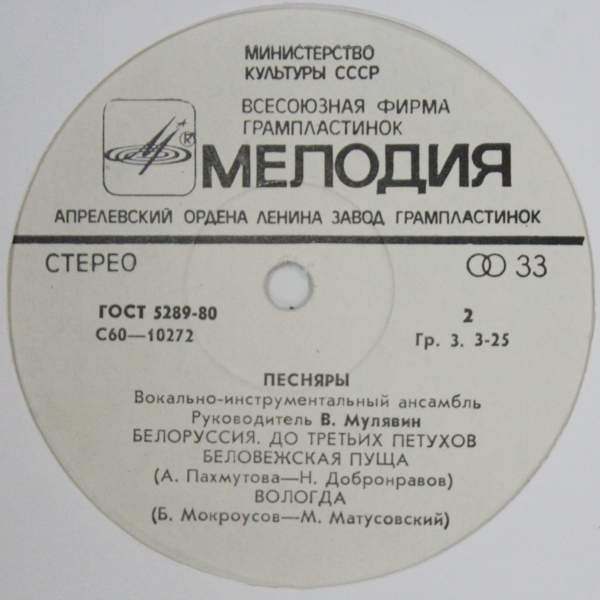 МИНИСТЕРСТВО
КУЛЬТУРЫ СССР
ВСЕСОЮЗНАЯ ФИРМА
ГРАМПЛАСТИНОК
МЕЛОДИЯ
АПРЕЛЕВСКИЙ ОРДЕНА ЛЕНИНА ЗАВОД ГРАМПЛАСТИНОК
СТЕРЕО 33
ГОСТ 5289-80 2
С60—10272 Гр. 3. 3-25
ПЕСНЯРЫ
Вокально-инструментальный ансамбль
Руководитель В. Мулявин
БЕЛОРУССИЯ. ДО ТРЕТЬИХ ПЕТУХОВ
БЕЛОВЕЖСКАЯ ПУЩА
(А. Пахмутова—Н. Добронравов)
ВОЛОГДА
(Б. Мокроусов—М. Матусовский)